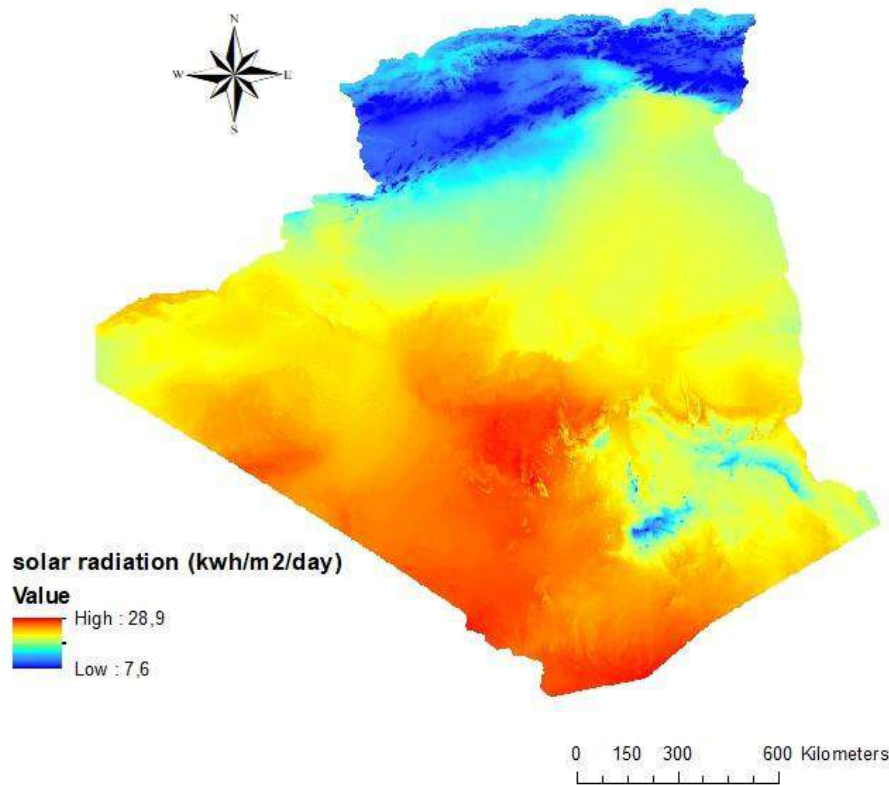 N
W E
S
solar radiation (kwh/m2/day)
Value
High : 28,9
Low : 7,6
0 150 300 600 Kilometers